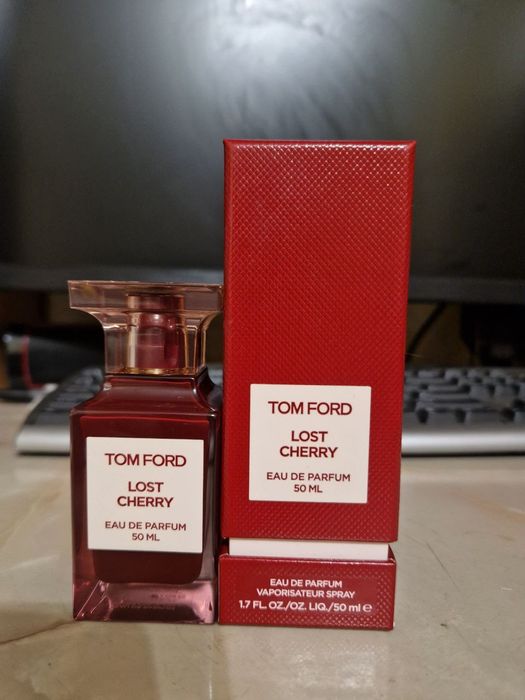 TOM FORD
LOST
CHERRY
EAU DE PARFUM
50 ML
TOM FORD
LOST
CHERRY
EAU DE PARFUM
50 ML
EAU DE PARFUM
VAPORISATEUR SPRAY
1.7 FL. OZ./OZ. LIQ./50 ml e